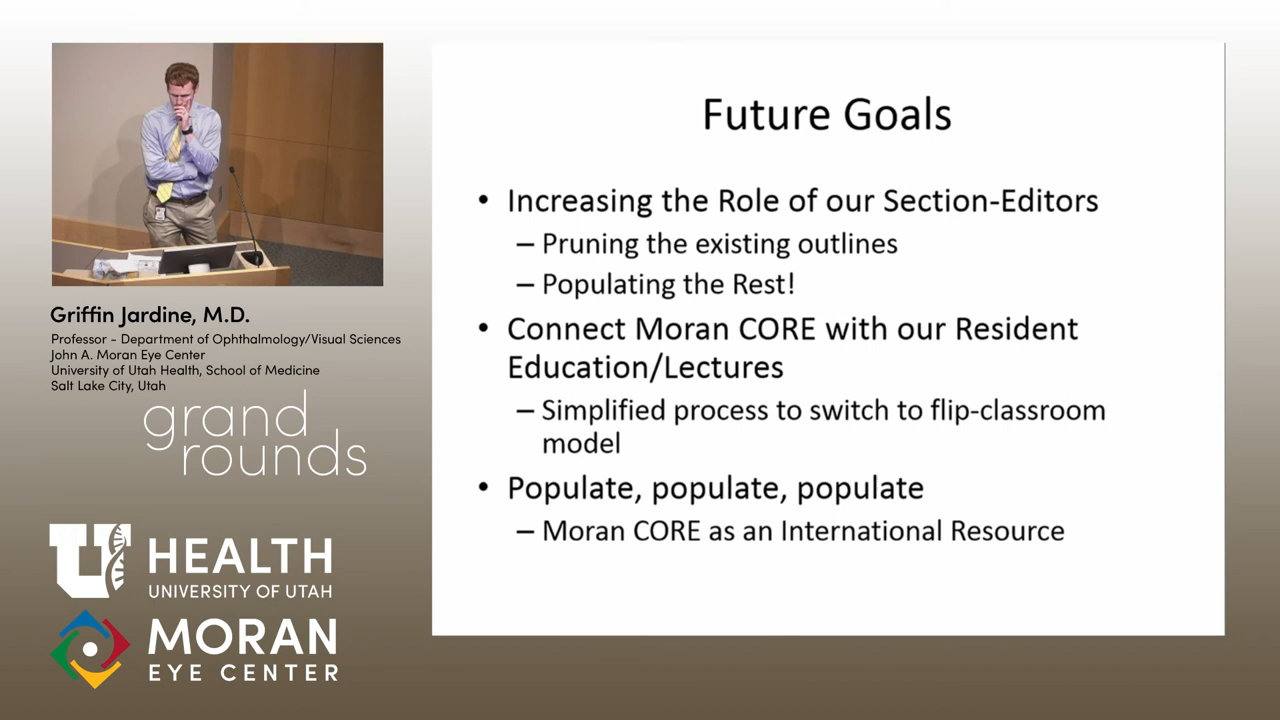 Griffin Jardine, M.D.
Professor - Department of Ophthalmology/Visual Sciences
John A. Moran Eye Center
University of Utah Health, School of Medicine
Salt Lake City, Utah
grand
rounds
U
HEALTH
UNIVERSITY OF UTAH
MORAN
EYE CENTER
Future Goals
• Increasing the Role of our Section-Editors
– Pruning the existing outlines
– Populating the Rest!
• Connect Moran CORE with our Resident
Education/Lectures
– Simplified process to switch to flip-classroom
model
• Populate, populate, populate
– Moran CORE as an International Resource